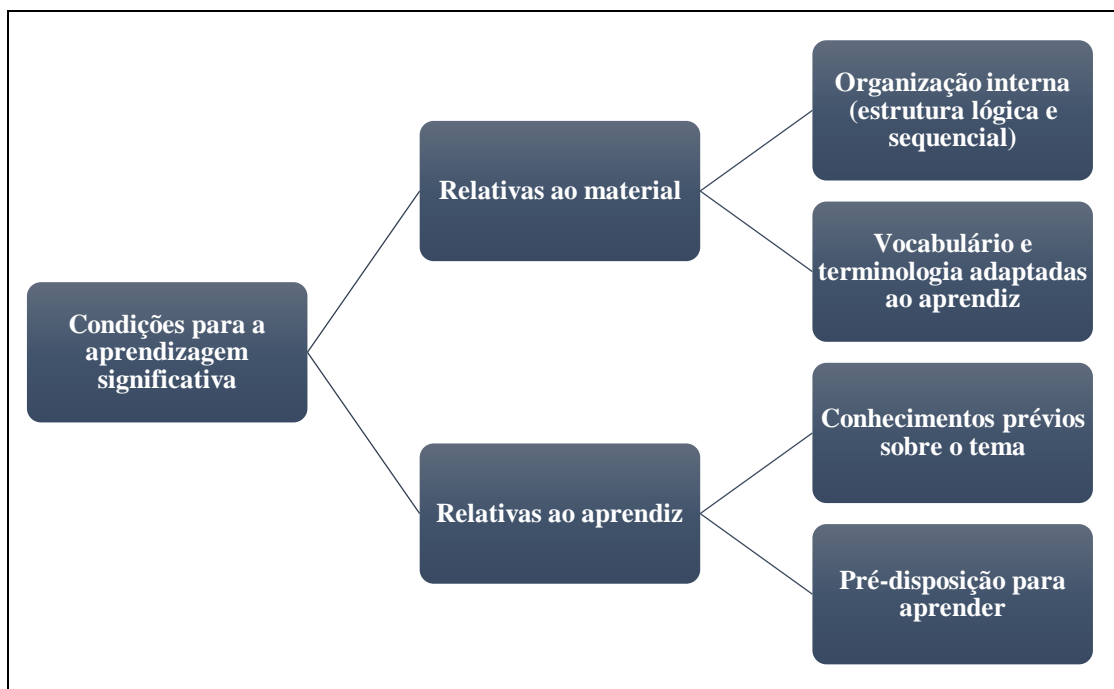 Condições para a
aprendizagem
significativa
Relativas ao material
Organização interna
(estrutura lógica e
sequencial)
Vocabulário e
terminologia adaptadas
ao aprendiz
Relativas ao aprendiz
Conhecimentos prévios
sobre o tema
Pré-disposição para
aprender